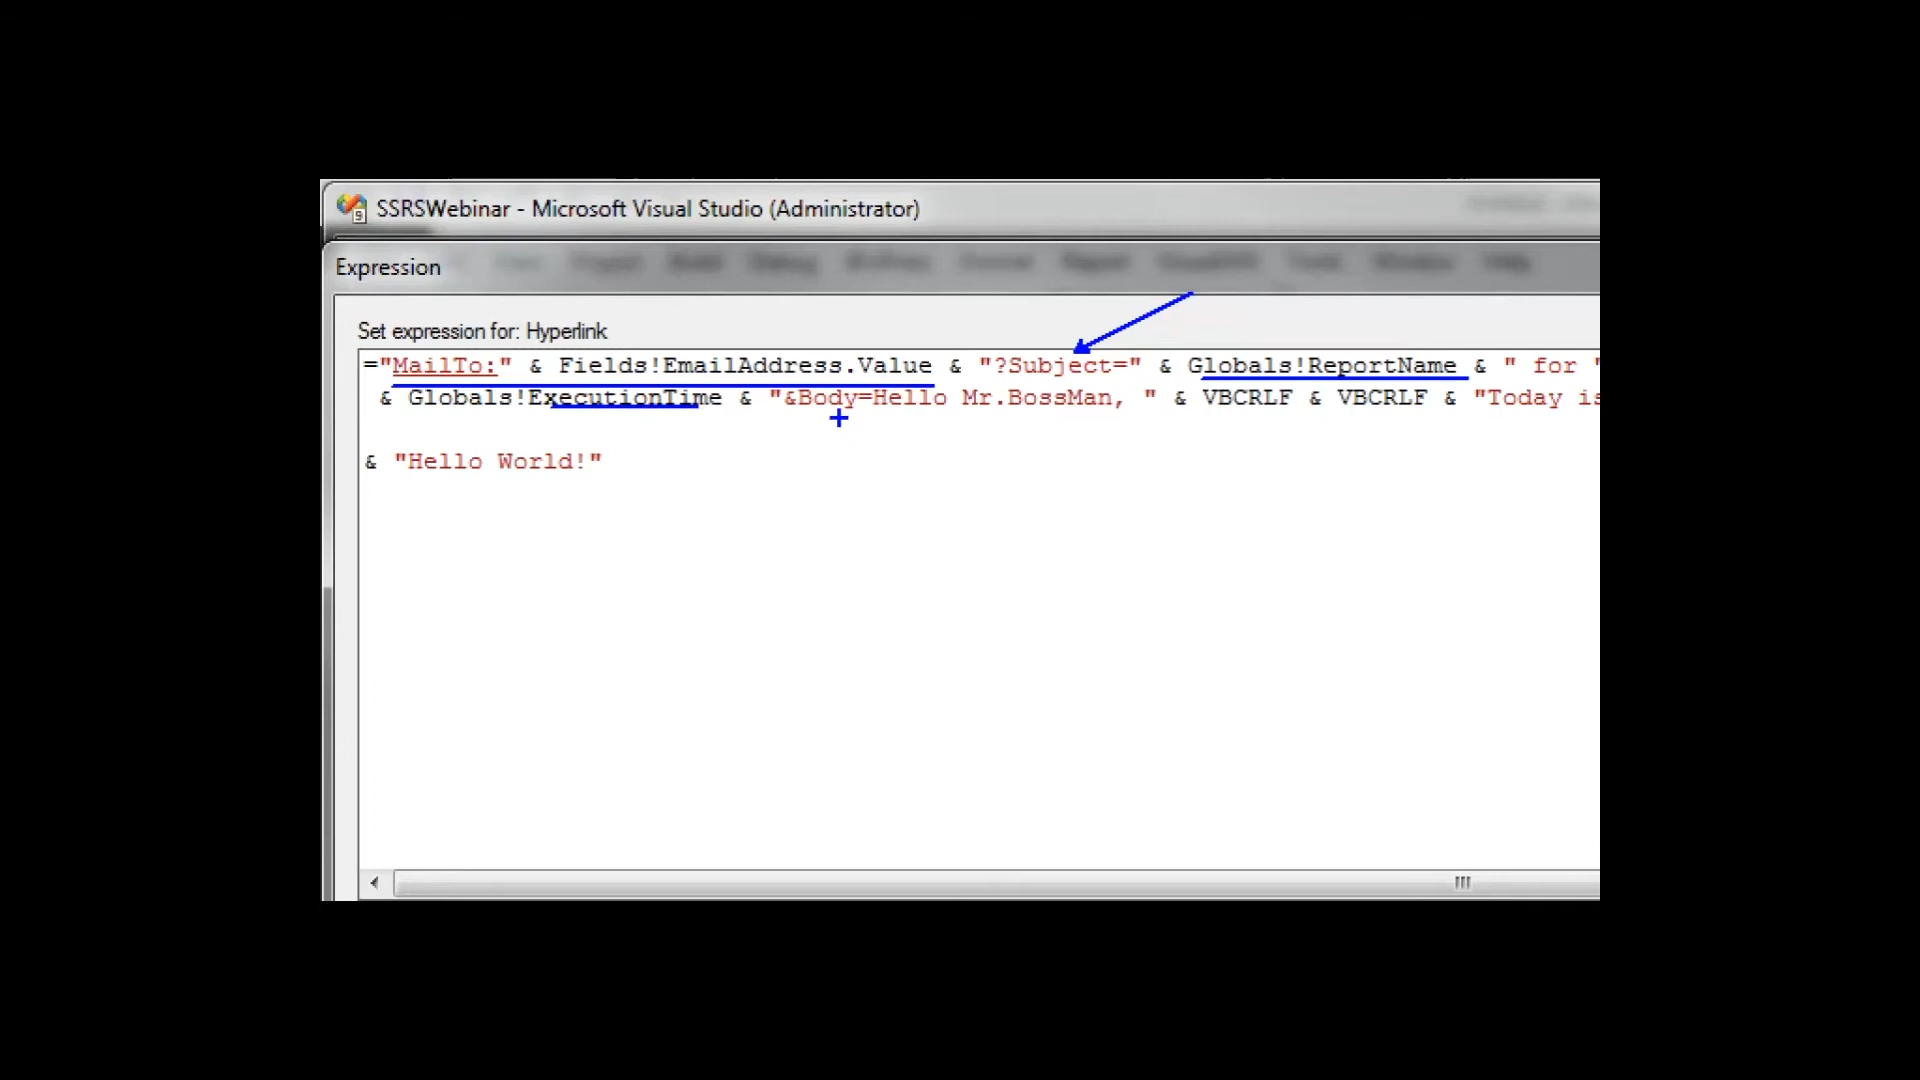 SSRSWebinar - Microsoft Visual Studio (Administrator)
Expression
Set expression for: Hyperlink
="MailTo:" & Fields!EmailAddress.Value & "?Subject=" & Globals!ReportName & " for "
& Globals!ExecutionTime & "&Body=Hello Mr.BossMan, " & VBCRLF & VBCRLF & "Today is
& "Hello World!"